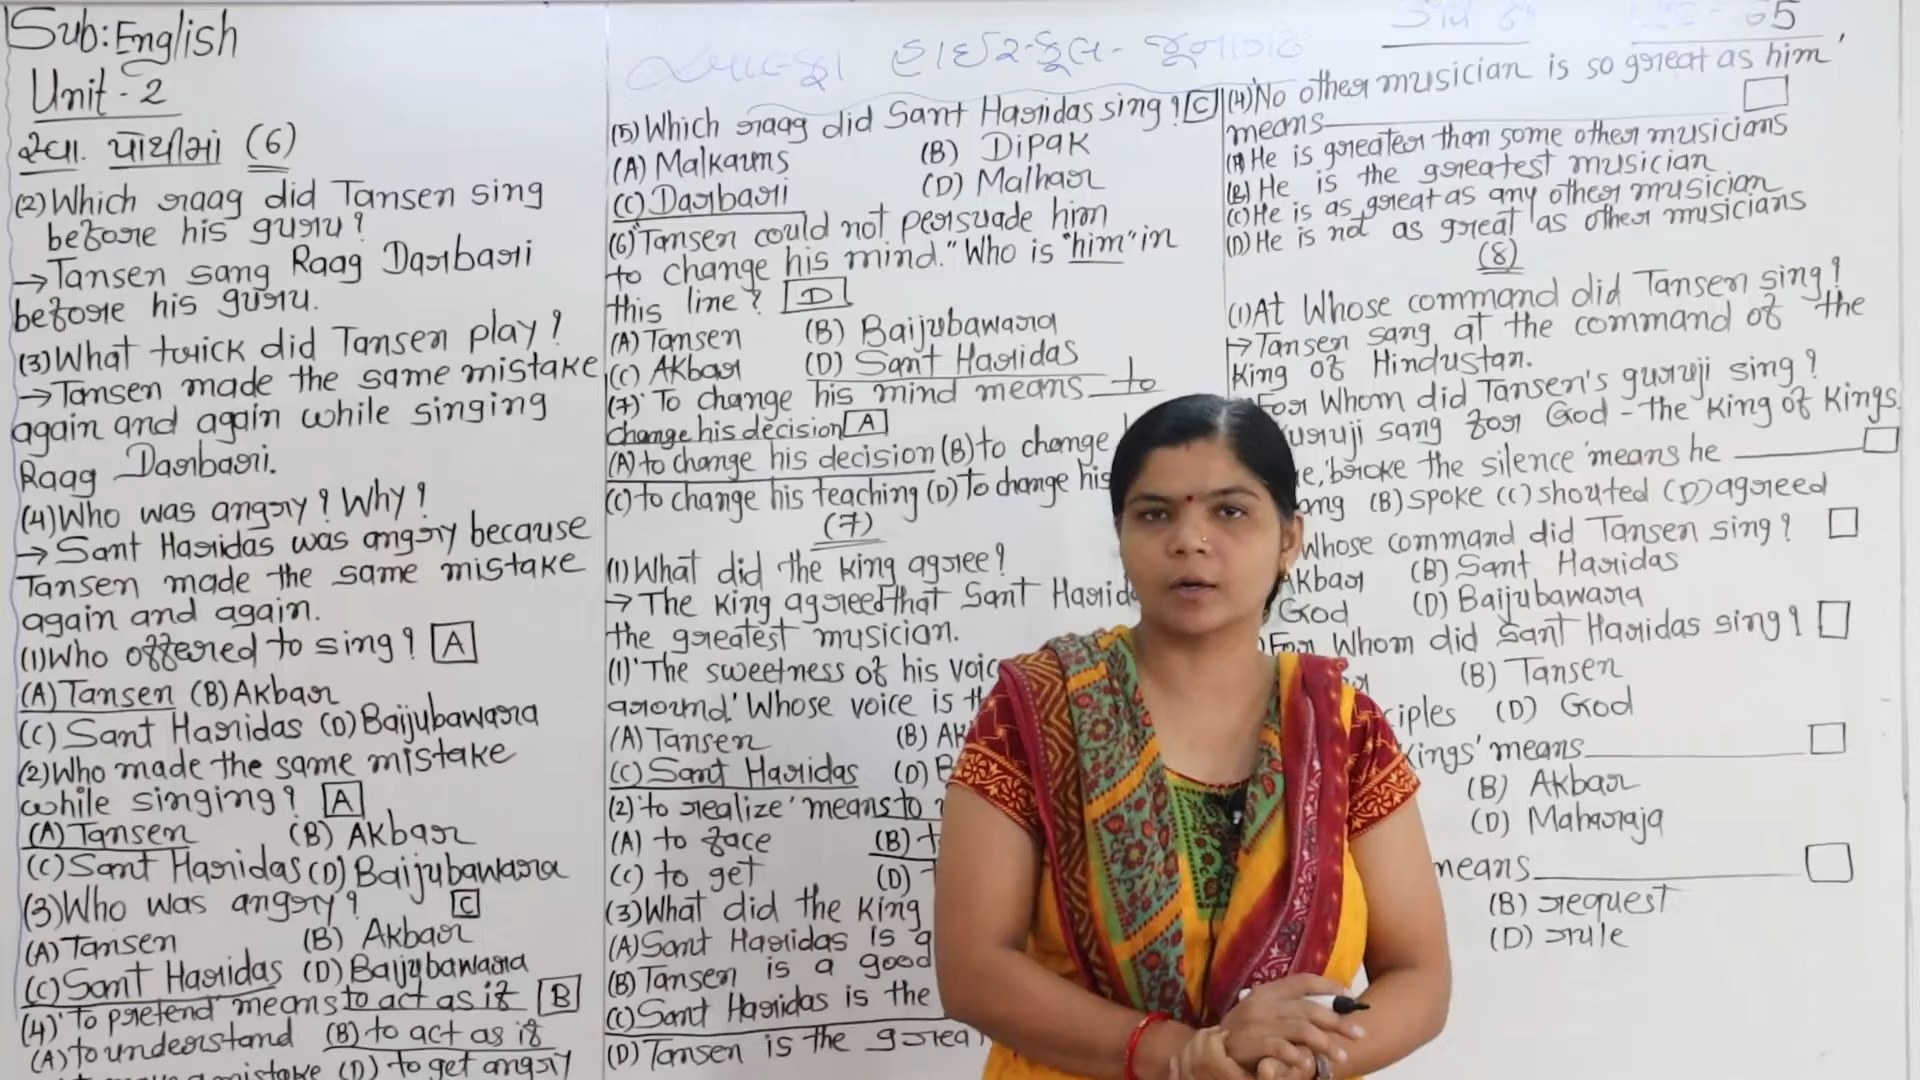 Sub: English
Unit-2
સ્વા. પોથીમાં (6)
(2) Which raag did Tansen sing
before his guru?
→ Tansen sang Raag Darbari
before his guru.
(3) What trick did Tansen play?
→ Tansen made the same mistake
again and again while singing
Raag Darbari.
(4) Who was angry? Why?
→ Sant Haridas was angry because
Tansen made the same mistake
again and again.
(1) Who offered to sing? A
(A) Tansen (B) Akbar
(C) Sant Haridas (D) Baijubawara
(2) Who made the same mistake
while singing? A
(A) Tansen (B) Akbar
(C) Sant Haridas (D) Baijubawara
(3) Who was angry? C
(A) Tansen (B) Akbar
(C) Sant Haridas (D) Baijubawara
(4) 'To pretend' means to act as if B
(A) to understand (B) to act as if
mistake (D) to get angry
હાઈસ્કૂલ - જૂનાગઢ
(5) Which raag did Sant Haridas sing? C
(A) Malkauns (B) Dipak
(C) Darbari (D) Malhar
(6) "Tansen could not persuade him
to change his mind." Who is "him" in
this line? D
(A) Tansen (B) Baijubawara
(C) Akbar (D) Sant Haridas
(7) 'To change his mind means to
change his decision A
(A) to change his decision (B) to change
(C) to change his teaching (D) to change his
(7)
(1) What did the king agree?
→ The king agreed that Sant Harid
the greatest musician.
(1) 'The sweetness of his voic
around.' Whose voice is th
(A) Tansen (B) Ak
(C) Sant Haridas (D) B
(2) 'to realize' means to
(A) to face (B) t
(C) to get (D)
(3) What did the king
(A) Sant Haridas is a
(B) Tansen is a good
(C) Sant Haridas is the
(D) Tansen is the grea
5
(4) 'No other musician is so great as him'
means
(A) He is greater than some other musicians
(B) He is the greatest musician
(C) He is as great as any other musician
(D) He is not as great as other musicians
(8)
(1) At Whose command did Tansen sing?
→ Tansen sang at the command of the
king of Hindustan.
For Whom did Tansen's guruji sing?
uruji sang for God - the king of kings.
e, 'broke the silence' means he
ang (B) spoke (C) shouted (D) agreed
Whose command did Tansen sing?
Akbar (B) Sant Haridas
God (D) Baijubawara
For Whom did Sant Haridas sing?
(B) Tansen
ciples (D) God
kings' means
(B) Akbar
(D) Maharaja
means
(B) request
(D) rule